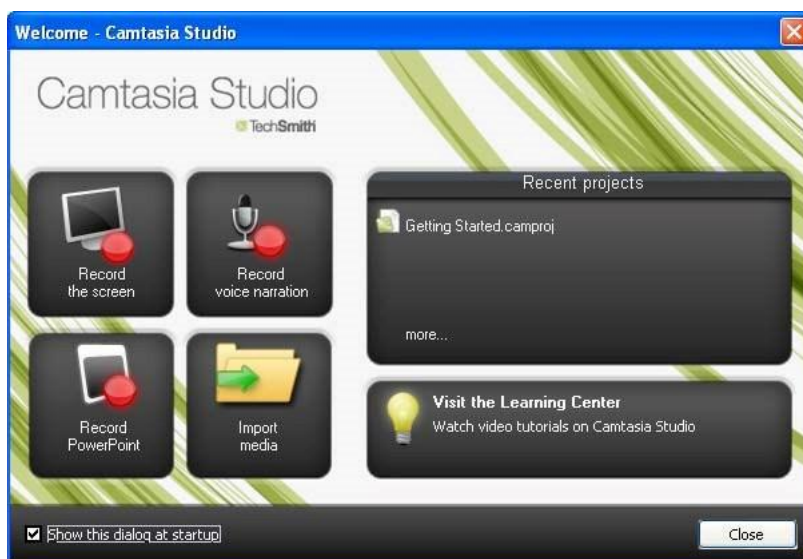 Welcome - Camtasia Studio
Camtasia Studio
TechSmith
Record
the screen
Record
voice narration
Record
PowerPoint
Import
media
Recent projects
Getting Started.camproj
more...
Visit the Learning Center
Watch video tutorials on Camtasia Studio
Show this dialog at startup
Close